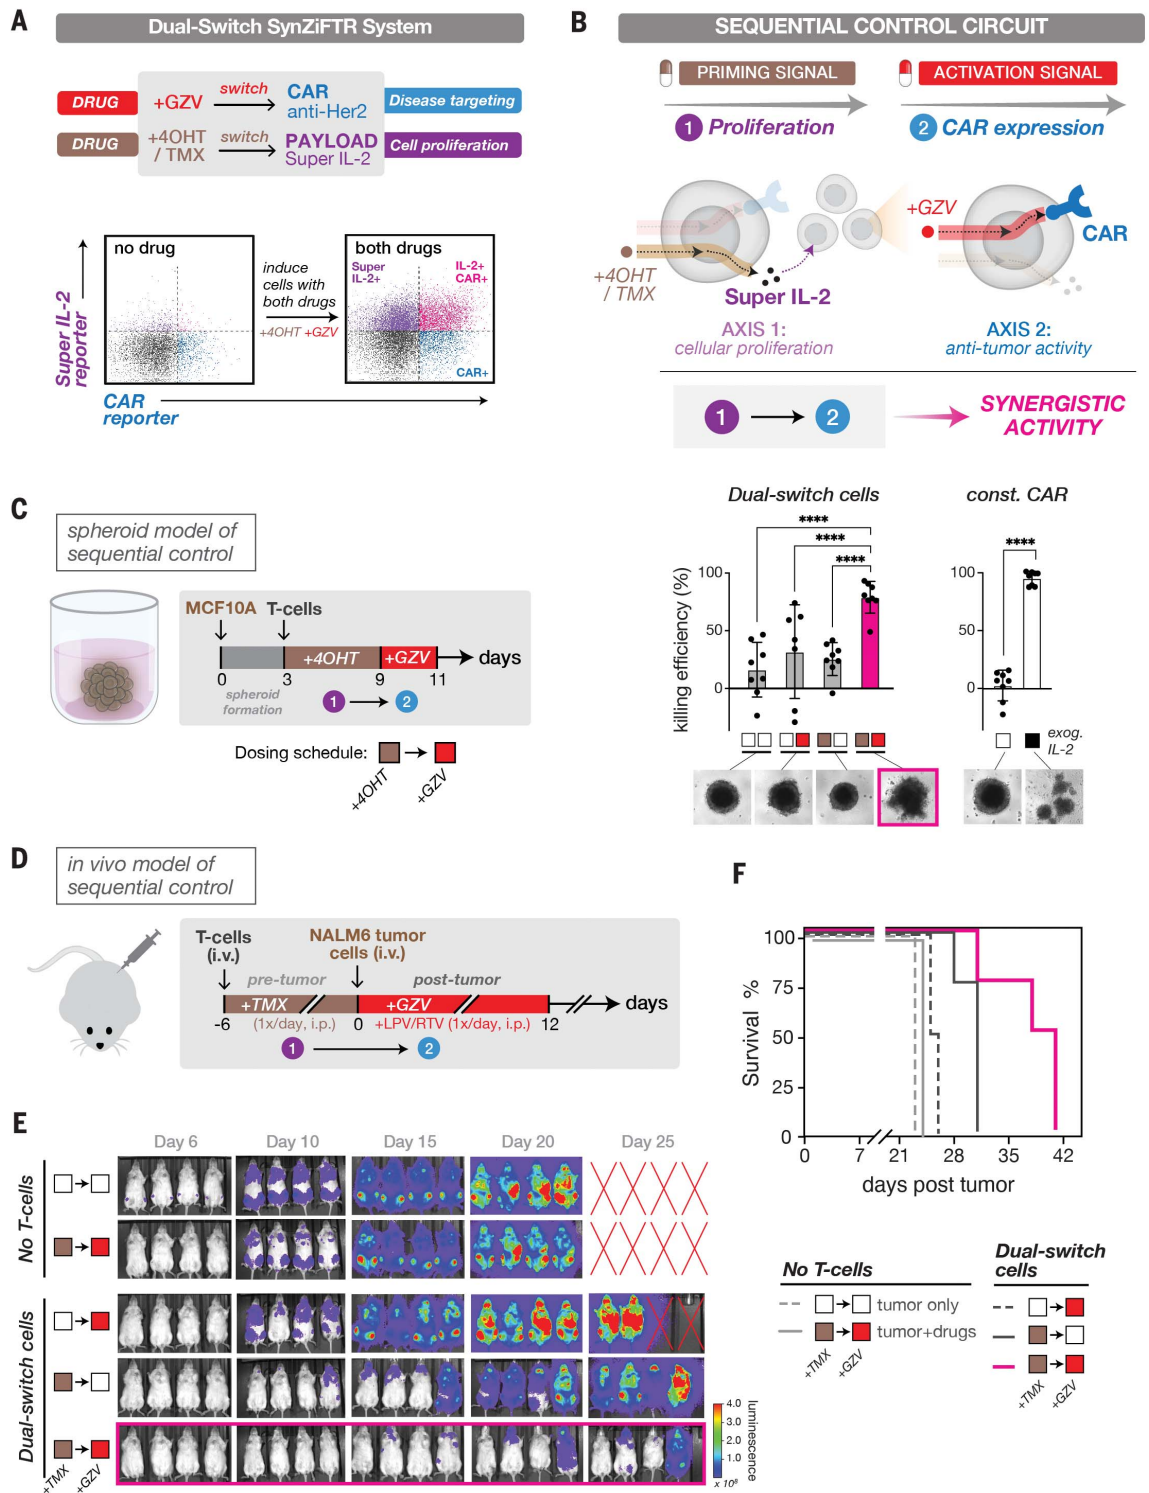 A
Dual-Switch SynZiFTR System
DRUG
+GZV
switch
CAR
anti-Her2
Disease targeting
DRUG
+4OHT
/ TMX
switch
PAYLOAD
Super IL-2
Cell proliferation
no drug
both drugs
Super
IL-2+
IL-2+
CAR+
CAR+
induce
cells with
both drugs
+4OHT +GZV
Super IL-2
reporter
CAR
reporter
B
SEQUENTIAL CONTROL CIRCUIT
PRIMING SIGNAL
ACTIVATION SIGNAL
1 Proliferation
2 CAR expression
+4OHT
/ TMX
Super IL-2
+GZV
CAR
AXIS 1:
cellular proliferation
AXIS 2:
anti-tumor activity
1
2
SYNERGISTIC
ACTIVITY
C
spheroid model of
sequential control
MCF10A
T-cells
+4OHT
+GZV
days
0
3
9
11
spheroid
formation
1
2
Dosing schedule:
+4OHT
+GZV
Dual-switch cells
const. CAR
****
****
****
****
killing efficiency (%)
100
50
0
100
50
0
exog.
IL-2
D
in vivo model of
sequential control
T-cells
(i.v.)
NALM6 tumor
cells (i.v.)
pre-tumor
post-tumor
+TMX
+GZV
days
-6
(1x/day, i.p.)
0
+LPV/RTV (1x/day, i.p.)
12
1
2
E
Day 6
Day 10
Day 15
Day 20
Day 25
No T-cells
Dual-switch cells
+TMX
+GZV
luminescence
4.0
3.0
2.0
1.0
F
Survival %
100
75
50
25
0
0
7
21
28
35
42
days post tumor
No T-cells
tumor only
tumor+drugs
+TMX
+GZV
Dual-switch
cells
+TMX
+GZV